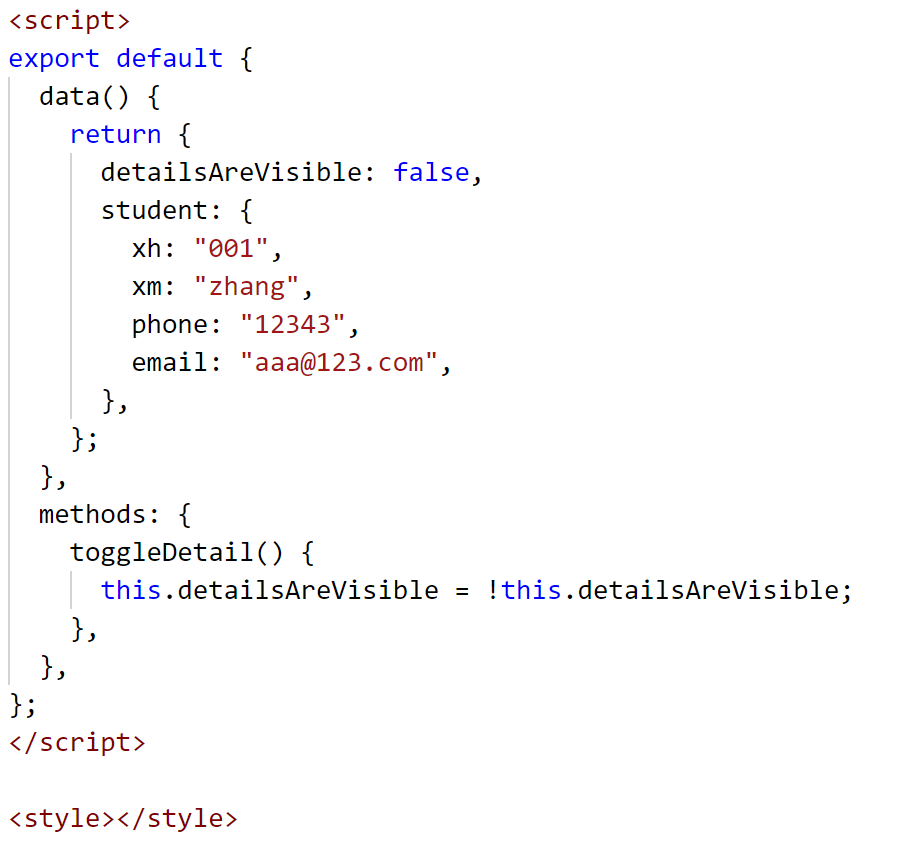 <script>
export default {
  data() {
    return {
      detailsAreVisible: false,
      student: {
        xh: "001",
        xm: "zhang",
        phone: "12343",
        email: "aaa@123.com",
      },
    };
  },
  methods: {
    toggleDetail() {
      this.detailsAreVisible = !this.detailsAreVisible;
    },
  },
};
</script>

<style></style>